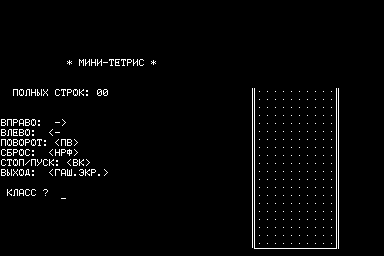 * МИНИ-ТЕТРИС *
ПОЛНЫХ СТРОК: 00
ВПРАВО: ->
ВЛЕВО: <-
ПОВОРОТ: <ПВ>
СБРОС: <НРФ>
СТОП/ПУСК: <ВК>
ВЫХОД: <ГАШ.ЭКР.>
КЛАСС ? _